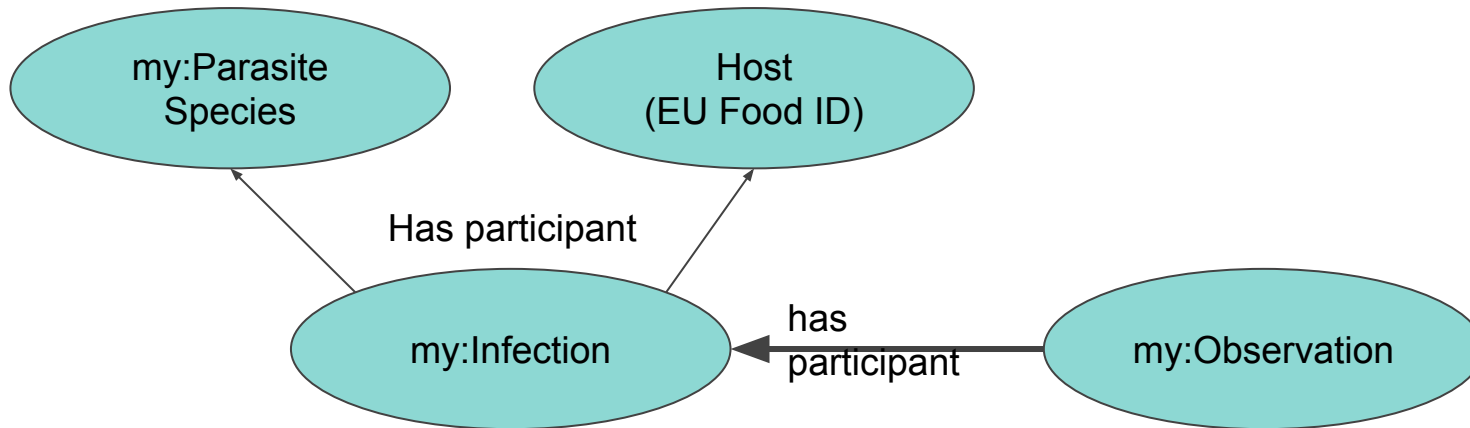 my:Parasite
Species
Host
(EU Food ID)
Has participant
my:Infection
has
participant
my:Observation